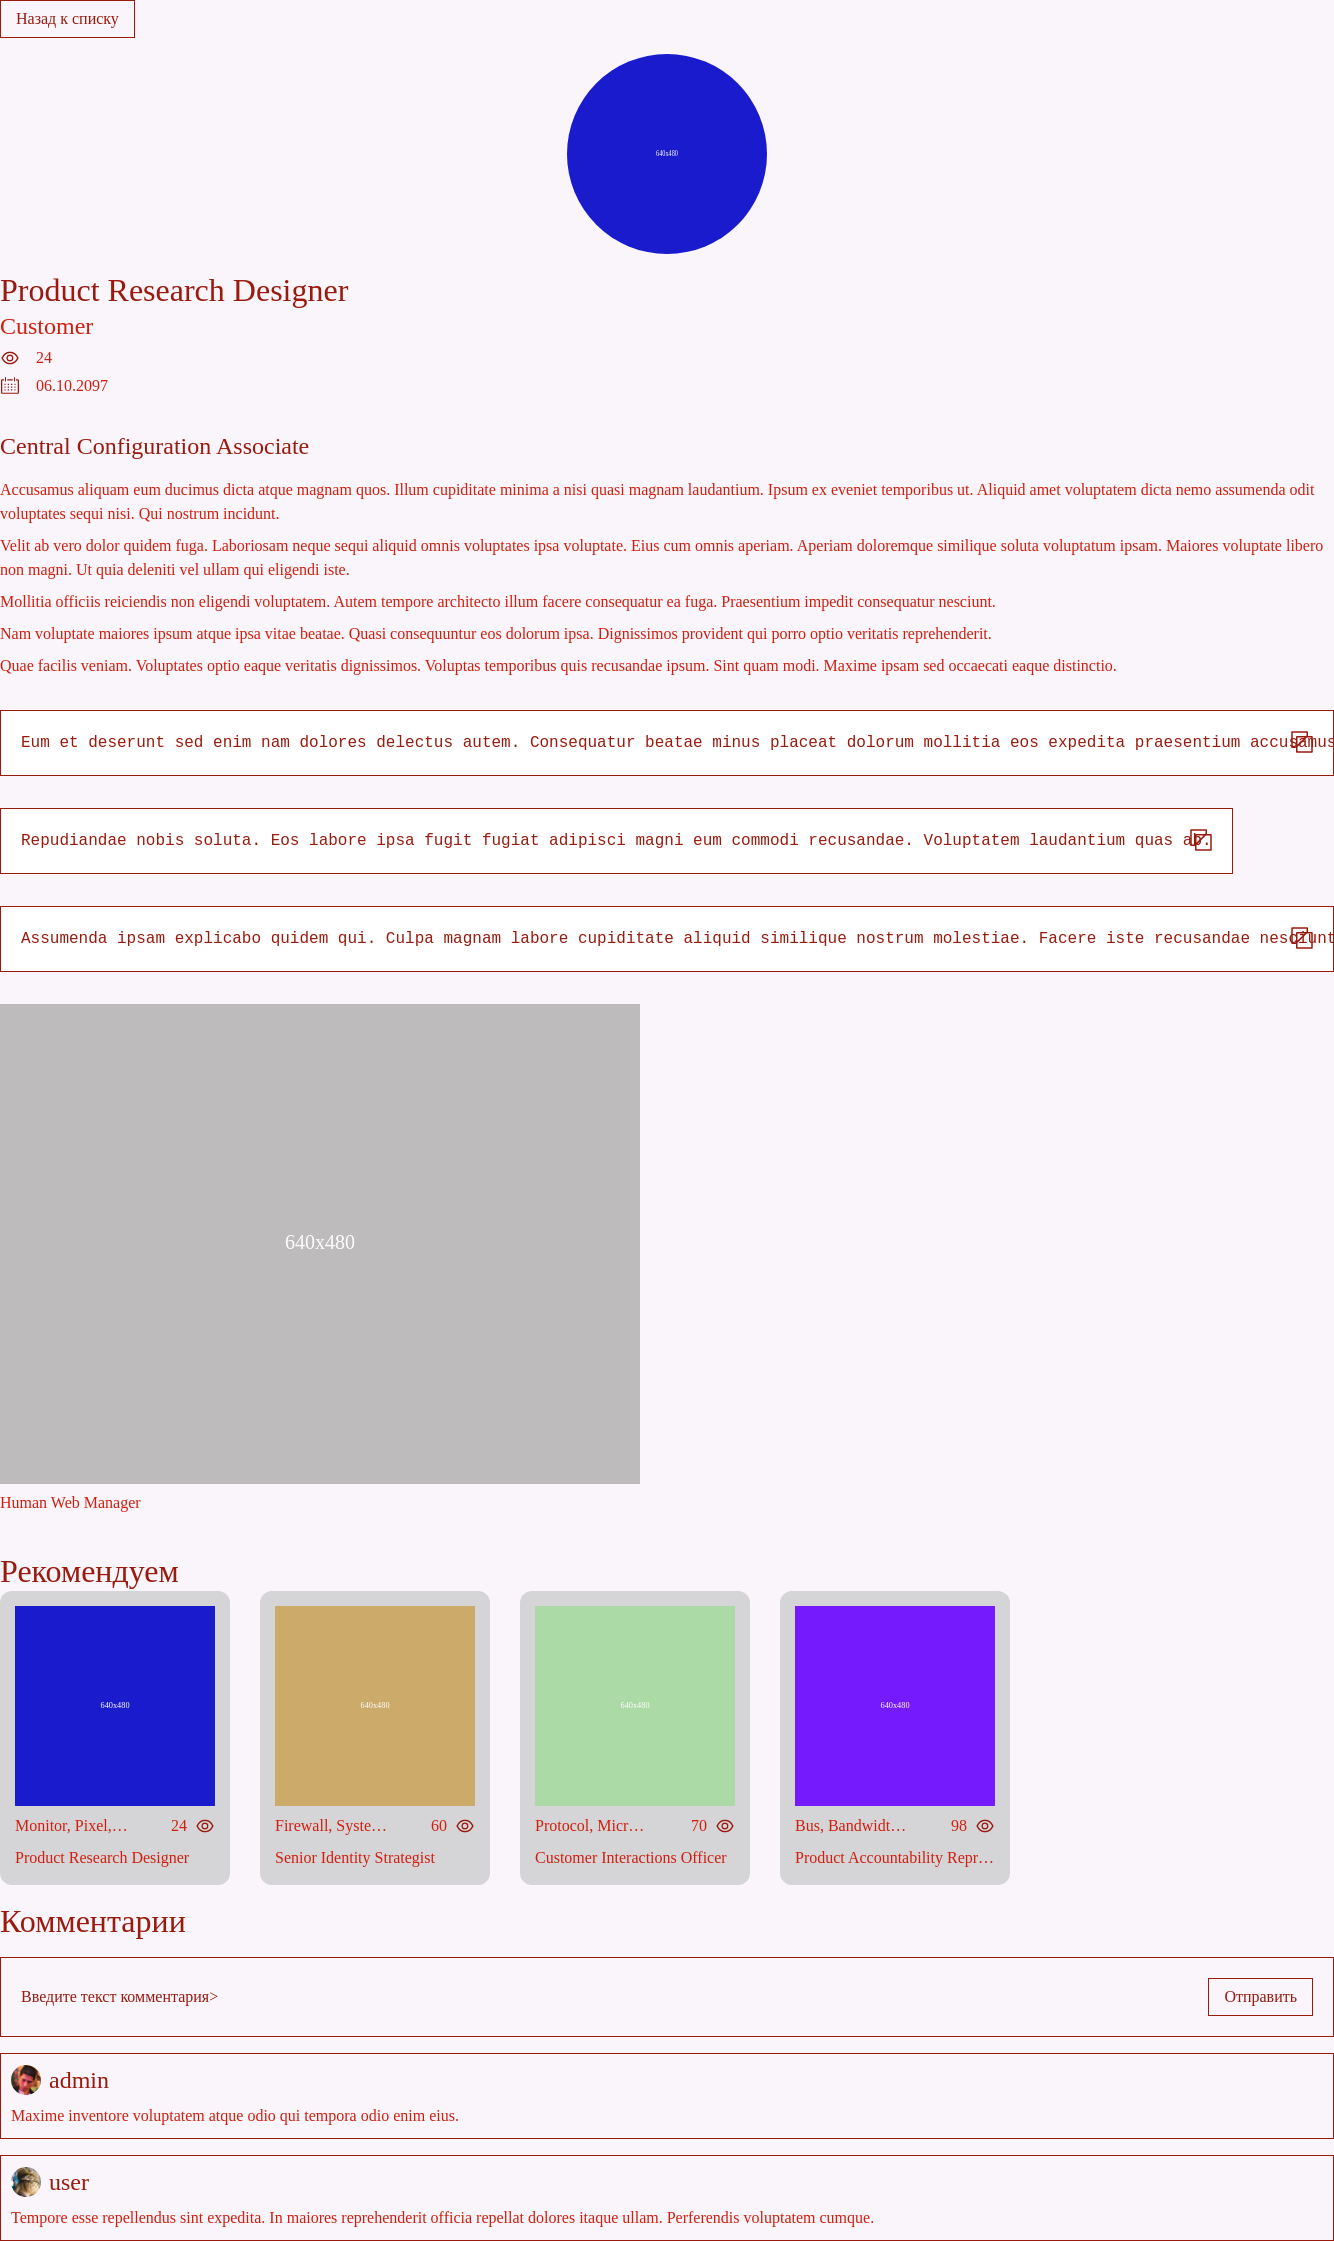 Назад к списку
640x480
Product Research Designer
Customer
24
06.10.2097
Central Configuration Associate
Accusamus aliquam eum ducimus dicta atque magnam quos. Illum cupiditate minima a nisi quasi magnam laudantium. Ipsum ex eveniet temporibus ut. Aliquid amet voluptatem dicta nemo assumenda odit
voluptates sequi nisi. Qui nostrum incidunt.
Velit ab vero dolor quidem fuga. Laboriosam neque sequi aliquid omnis voluptates ipsa voluptate. Eius cum omnis aperiam. Aperiam doloremque similique soluta voluptatum ipsam. Maiores voluptate libero
non magni. Ut quia deleniti vel ullam qui eligendi iste.
Mollitia officiis reiciendis non eligendi voluptatem. Autem tempore architecto illum facere consequatur ea fuga. Praesentium impedit consequatur nesciunt.
Nam voluptate maiores ipsum atque ipsa vitae beatae. Quasi consequuntur eos dolorum ipsa. Dignissimos provident qui porro optio veritatis reprehenderit.
Quae facilis veniam. Voluptates optio eaque veritatis dignissimos. Voluptas temporibus quis recusandae ipsum. Sint quam modi. Maxime ipsam sed occaecati eaque distinctio.
Eum et deserunt sed enim nam dolores delectus autem. Consequatur beatae minus placeat dolorum mollitia eos expedita praesentium accusamus
Repudiandae nobis soluta. Eos labore ipsa fugit fugiat adipisci magni eum commodi recusandae. Voluptatem laudantium quas ab.
Assumenda ipsam explicabo quidem qui. Culpa magnam labore cupiditate aliquid similique nostrum molestiae. Facere iste recusandae nesciunt
640x480
Human Web Manager
Рекомендуем
640x480 640x480 640x480 640x480
Monitor, Pixel,… 24 Firewall, Syste… 60 Protocol, Micr… 70 Bus, Bandwidt… 98
Product Research Designer Senior Identity Strategist Customer Interactions Officer Product Accountability Repr…
Комментарии
Введите текст комментария> Отправить
admin
Maxime inventore voluptatem atque odio qui tempora odio enim eius.
user
Tempore esse repellendus sint expedita. In maiores reprehenderit officia repellat dolores itaque ullam. Perferendis voluptatem cumque.